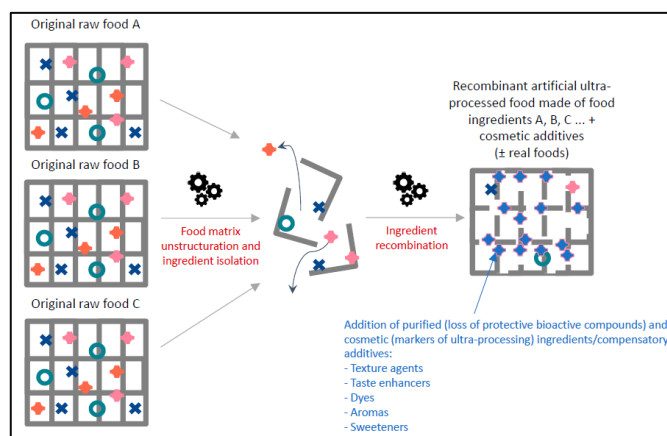 Original raw food A
Original raw food B
Original raw food C
Food matrix
unstructuration and
ingredient isolation
Ingredient
recombination
Recombinant artificial ultra-
processed food made of food
ingredients A, B, C ... +
cosmetic additives
(± real foods)
Addition of purified (loss of protective bioactive compounds) and
cosmetic (markers of ultra-processing) ingredients/compensatory
additives:
- Texture agents
- Taste enhancers
- Dyes
- Aromas
- Sweeteners